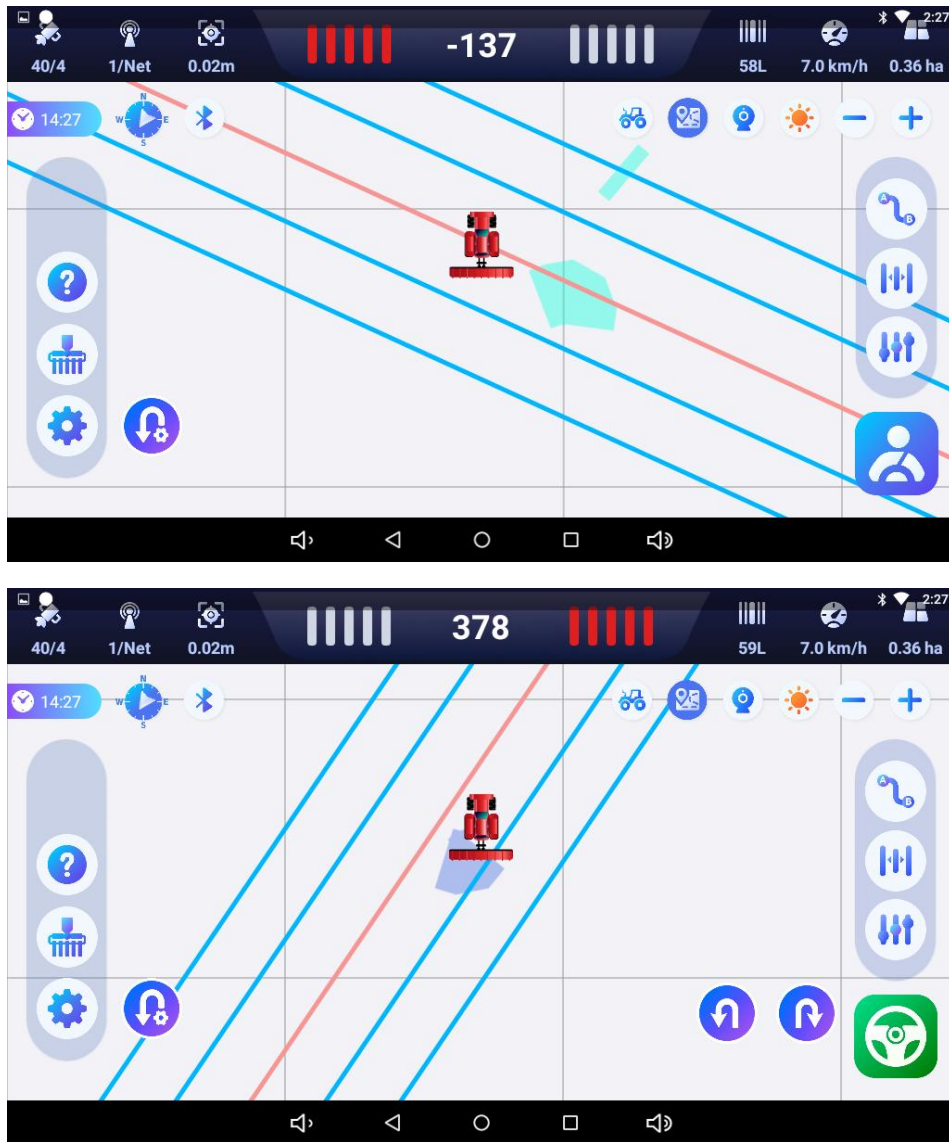 2:27
-137
40/4
1/Net
0.02m
58L
7.0 km/h
0.36 ha
14:27
N
W
E
S
A
B
?
2:27
378
40/4
1/Net
0.02m
59L
7.0 km/h
0.36 ha
14:27
N
W
E
S
A
B
?